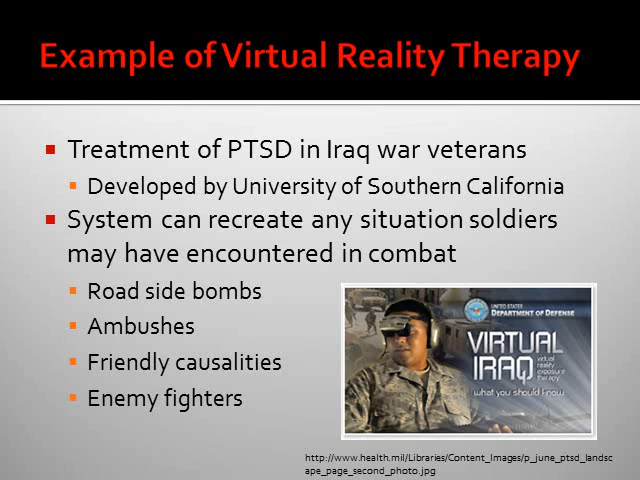 Example of Virtual Reality Therapy
Treatment of PTSD in Iraq war veterans
Developed by University of Southern California
System can recreate any situation soldiers
may have encountered in combat
Road side bombs
Ambushes
Friendly causalities
Enemy fighters
UNITED STATES
DEPARTMENT OF DEFENSE
VIRTUAL
IRAQ
virtual
reality
exposure
therapy
what you should know
http://www.health.mil/Libraries/Content_Images/p_june_ptsd_landsc
ape_page_second_photo.jpg